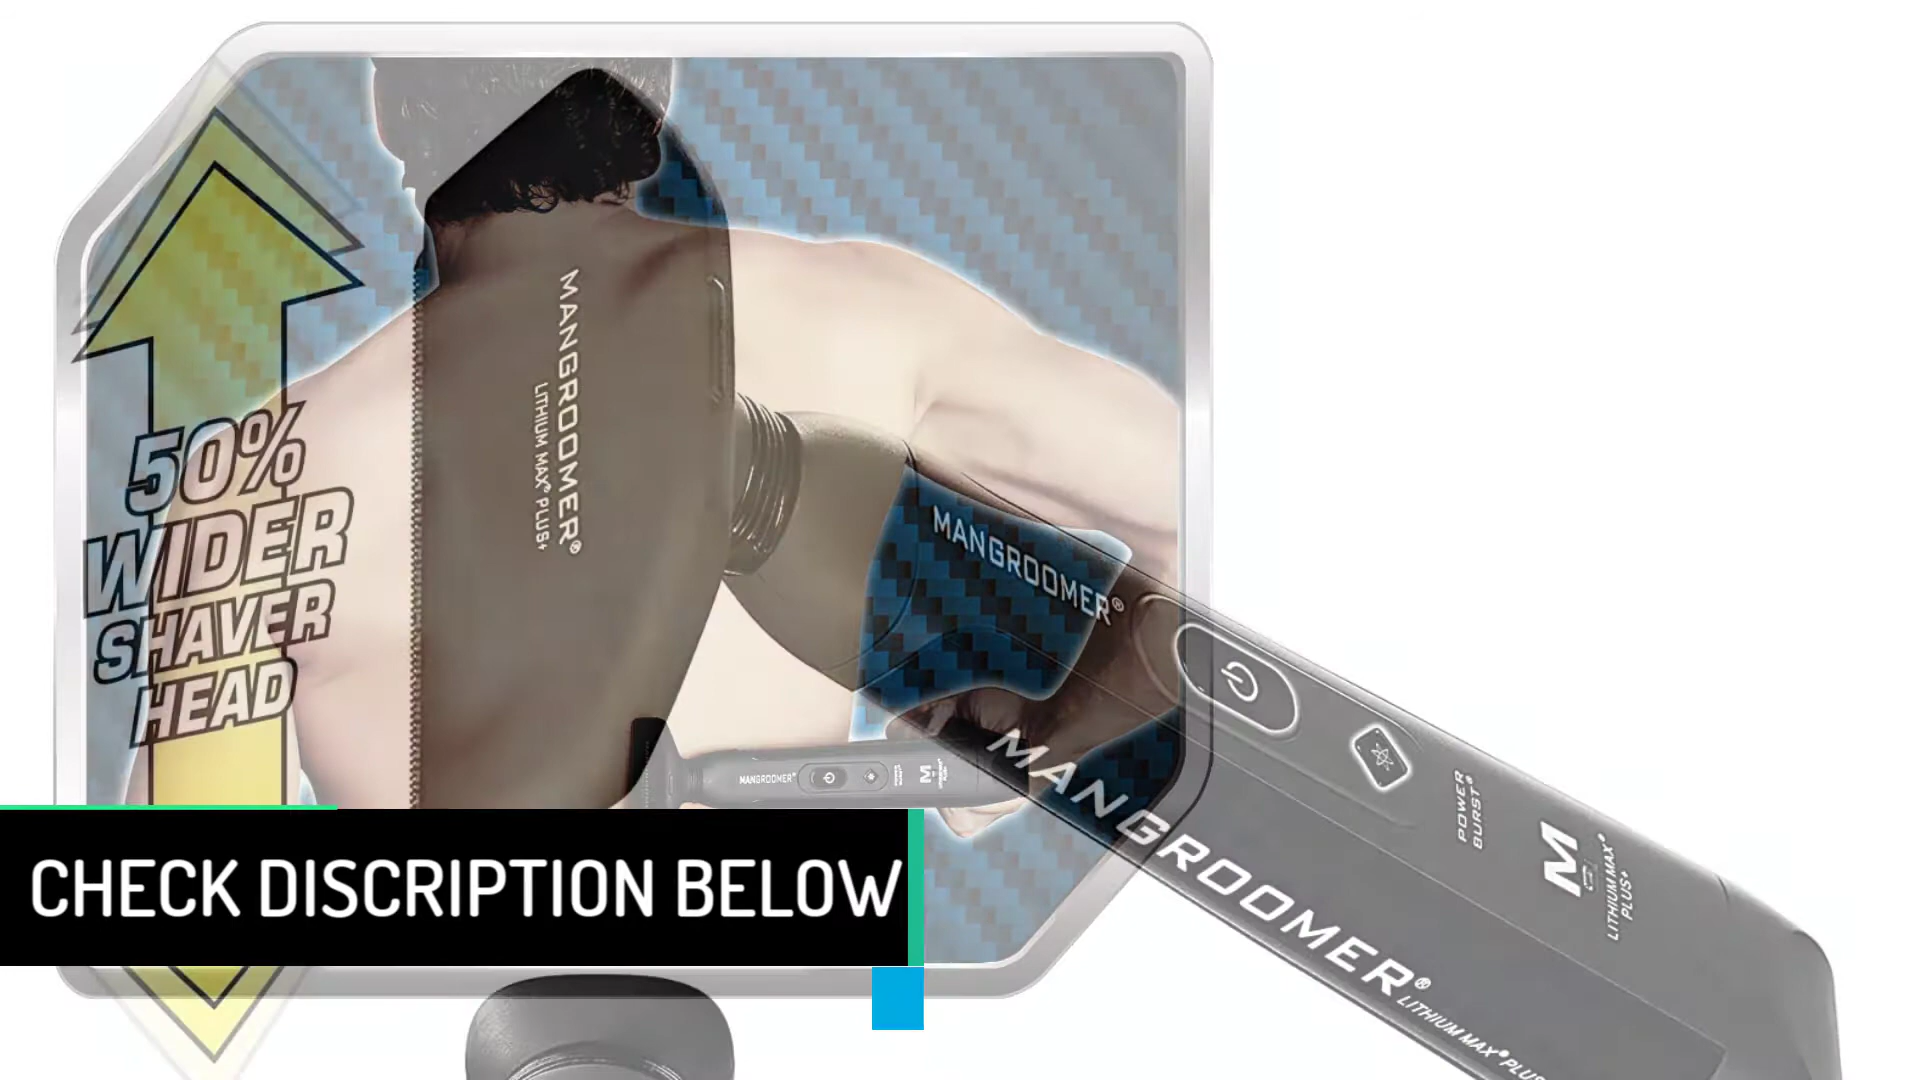 MANGROOMER®
LITHIUM MAX® PLUS+
50%
WIDER
SHAVER
HEAD
MANGROOMER®
MANGROOMER®
M
POWER
BURST®
M
LITHIUM MAX®
PLUS+
MANGROOMER®
LITHIUM MAX® PLUS
CHECK DISCRIPTION BELOW